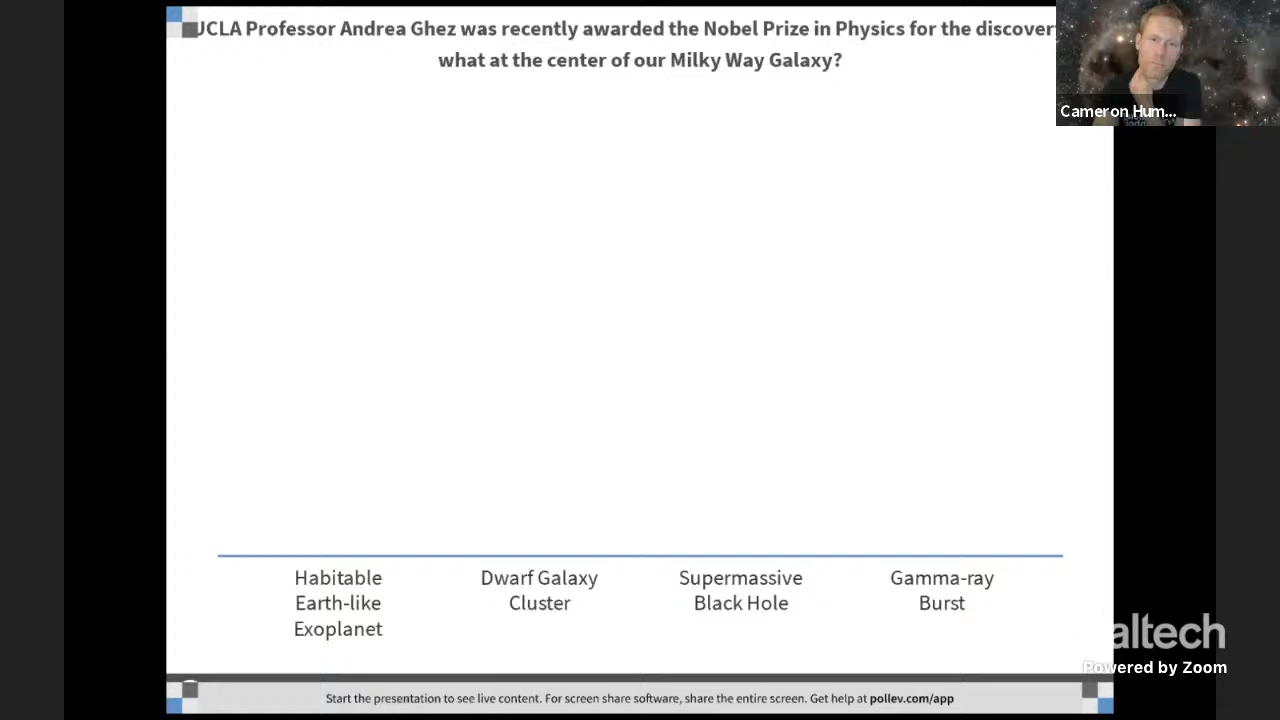 UCLA Professor Andrea Ghez was recently awarded the Nobel Prize in Physics for the discover
what at the center of our Milky Way Galaxy?
Cameron Hum...
Habitable
Earth-like
Exoplanet
Dwarf Galaxy
Cluster
Supermassive
Black Hole
Gamma-ray
Burst
altech
Powered by Zoom
Start the presentation to see live content. For screen share software, share the entire screen. Get help at pollev.com/app